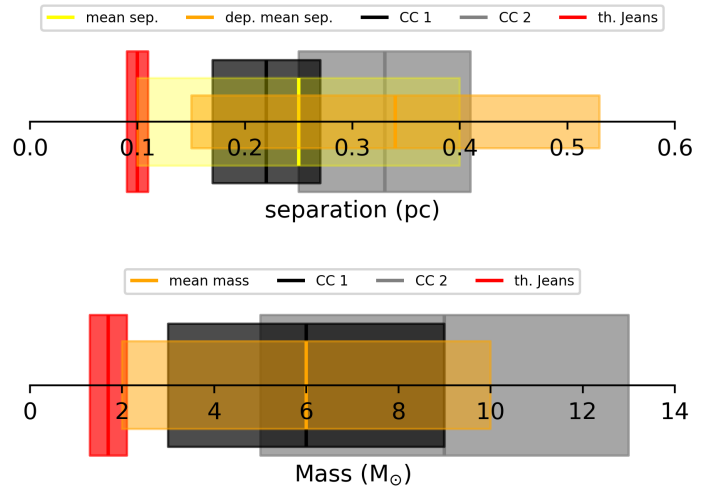 mean sep. dep. mean sep. CC 1 CC 2 th. Jeans
0.0 0.1 0.2 0.3 0.4 0.5 0.6
separation (pc)
mean mass CC 1 CC 2 th. Jeans
0 2 4 6 8 10 12 14
Mass (M⊙)